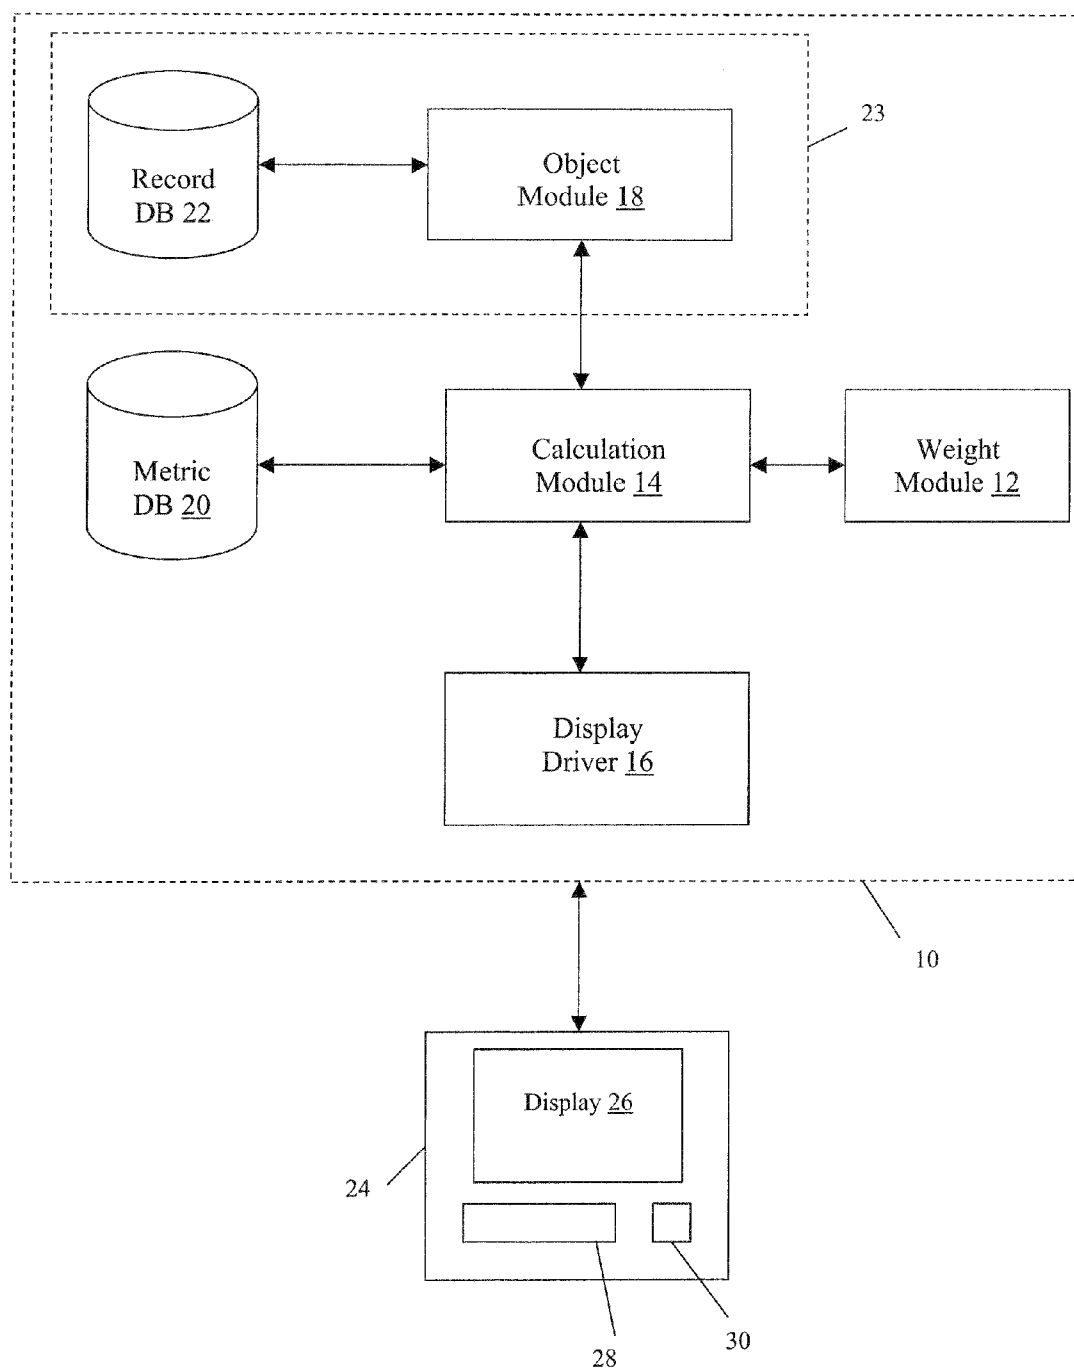 23
Object
Module 18
Record
DB 22
Calculation
Module 14
Weight
Module 12
Metric
DB 20
Display
Driver 16
10
Display 26
24
30
28